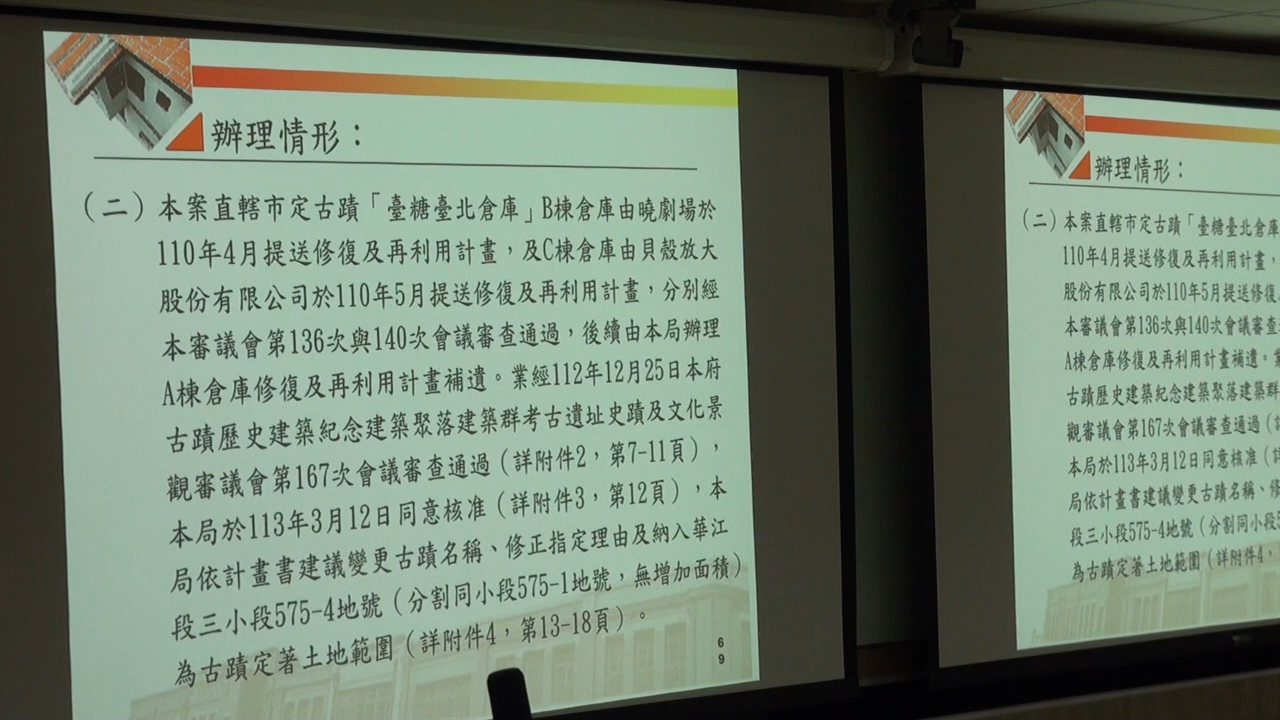 辦理情形：
（二）本案直轄市定古蹟「臺糖臺北倉庫」B棟倉庫由曉劇場於
110年4月提送修復及再利用計畫，及C棟倉庫由貝殼放大
股份有限公司於110年5月提送修復及再利用計畫，分別經
本審議會第136次與140次會議審查通過，後續由本局辦理
A棟倉庫修復及再利用計畫補遺。業經112年12月25日本府
古蹟歷史建築紀念建築聚落建築群考古遺址史蹟及文化景
觀審議會第167次會議審查通過（詳附件2，第7-11頁），
本局於113年3月12日同意核准（詳附件3，第12頁），本
局依計畫書建議變更古蹟名稱、修正指定理由及納入華江
段三小段575-4地號（分割同小段575-1地號，無增加面積）
為古蹟定著土地範圍（詳附件4，第13-18頁）。
69
辦理情形：
（二）本案直轄市定古蹟「臺糖臺北倉庫
110年4月提送修復及再利用計畫，
股份有限公司於110年5月提送修復
本審議會第136次與140次會議審查
A棟倉庫修復及再利用計畫補遺。
古蹟歷史建築紀念建築聚落建築群
觀審議會第167次會議審查通過（
本局於113年3月12日同意核准（
局依計畫書建議變更古蹟名稱、修
段三小段575-4地號（分割同小段
為古蹟定著土地範圍（詳附件4，